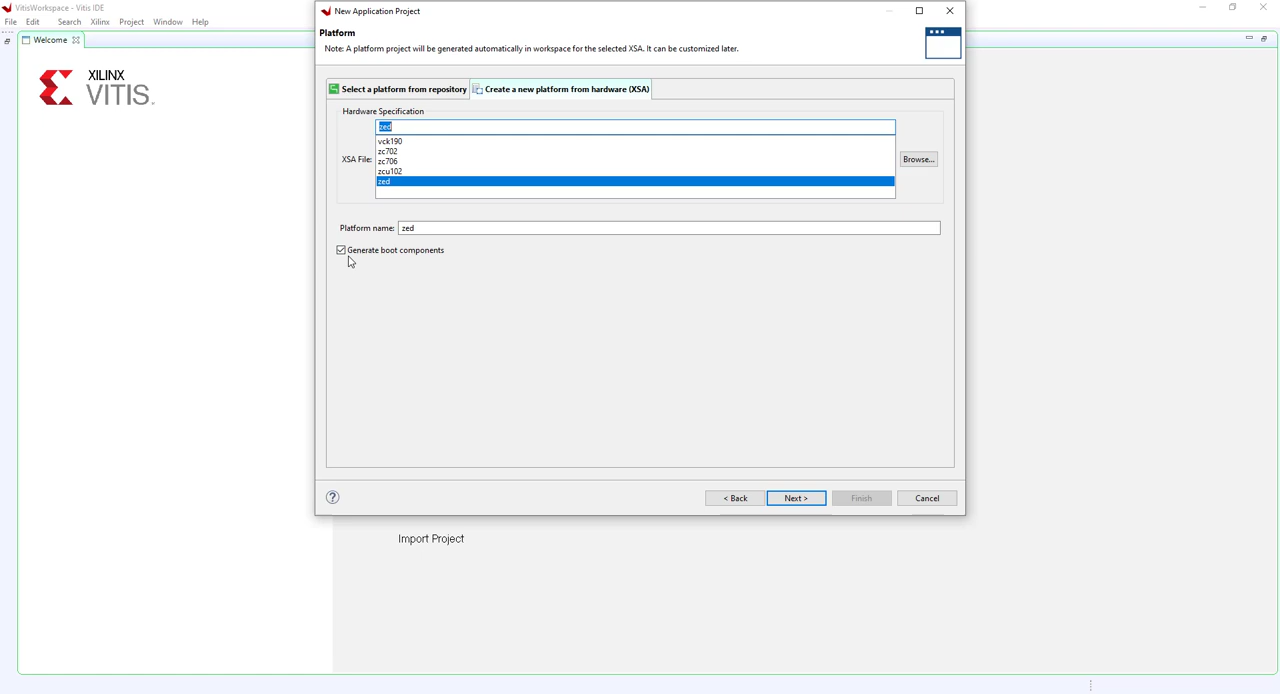 VitisWorkspace - Vitis IDE
File Edit Search Xilinx Project Window Help
Welcome
XILINX
VITIS.
New Application Project
Platform
Note: A platform project will be generated automatically in workspace for the selected XSA. It can be customized later.
Select a platform from repository
Create a new platform from hardware (XSA)
Hardware Specification
zed
XSA File:
vck190
zc702
zc706
zcu102
zed
Browse...
Platform name: zed
Generate boot components
? < Back Next > Finish Cancel
Import Project